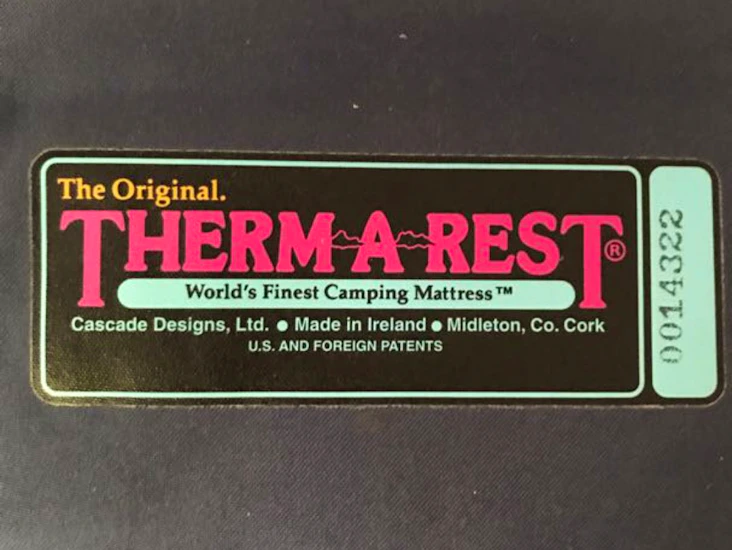 The Original.
THERM-A-REST®
World's Finest Camping Mattress™
Cascade Designs, Ltd. ● Made in Ireland ● Midleton, Co. Cork
U.S. AND FOREIGN PATENTS
0014322